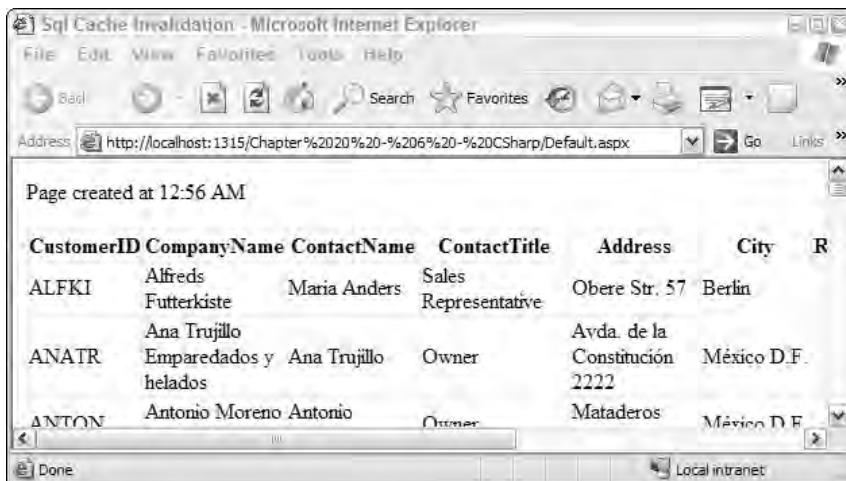 Sql Cache Invalidation - Microsoft Internet Explorer
File Edit View Favorites Tools Help
Back Search Favorites »
Address http://localhost:1315/Chapter%2020%20-%206%20-%20CSharp/Default.aspx Go Links »
Page created at 12:56 AM
CustomerID CompanyName ContactName ContactTitle Address City R
ALFKI Alfreds Futterkiste Maria Anders Sales Representative Obere Str. 57 Berlin
ANATR Ana Trujillo Emparedados y helados Ana Trujillo Owner Avda. de la Constitución 2222 México D.F.
ANTON Antonio Moreno Antonio Owner Mataderos México D.F.
Done Local intranet